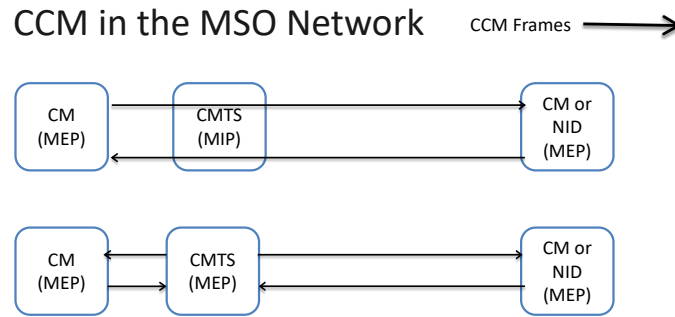 CCM in the MSO Network
CCM Frames
CM
(MEP)
CMTS
(MIP)
CM or
NID
(MEP)
CM
(MEP)
CMTS
(MEP)
CM or
NID
(MEP)